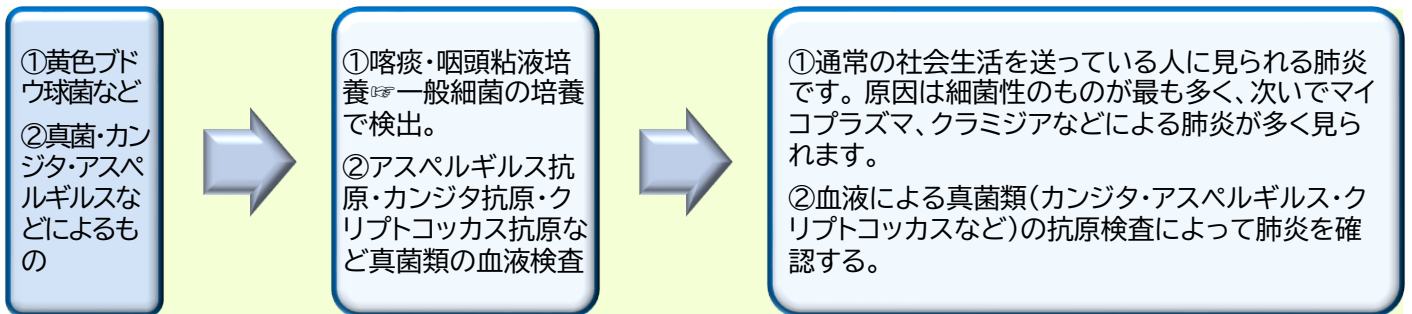 ①黄色ブド
ウ球菌など
②真菌・カン
ジタ・アスペ
ルギルスな
どによるも
の
①喀痰・咽頭粘液培
養☞一般細菌の培養
で検出。
②アスペルギルス抗
原・カンジタ抗原・ク
リプトコッカス抗原な
ど真菌類の血液検査
①通常の社会生活を送っている人に見られる肺炎
です。原因は細菌性のものが最も多く、次いでマイ
コプラズマ、クラミジアなどによる肺炎が多く見ら
れます。
②血液による真菌類(カンジタ・アスペルギルス・ク
リプトコッカスなど)の抗原検査によって肺炎を確
認する。